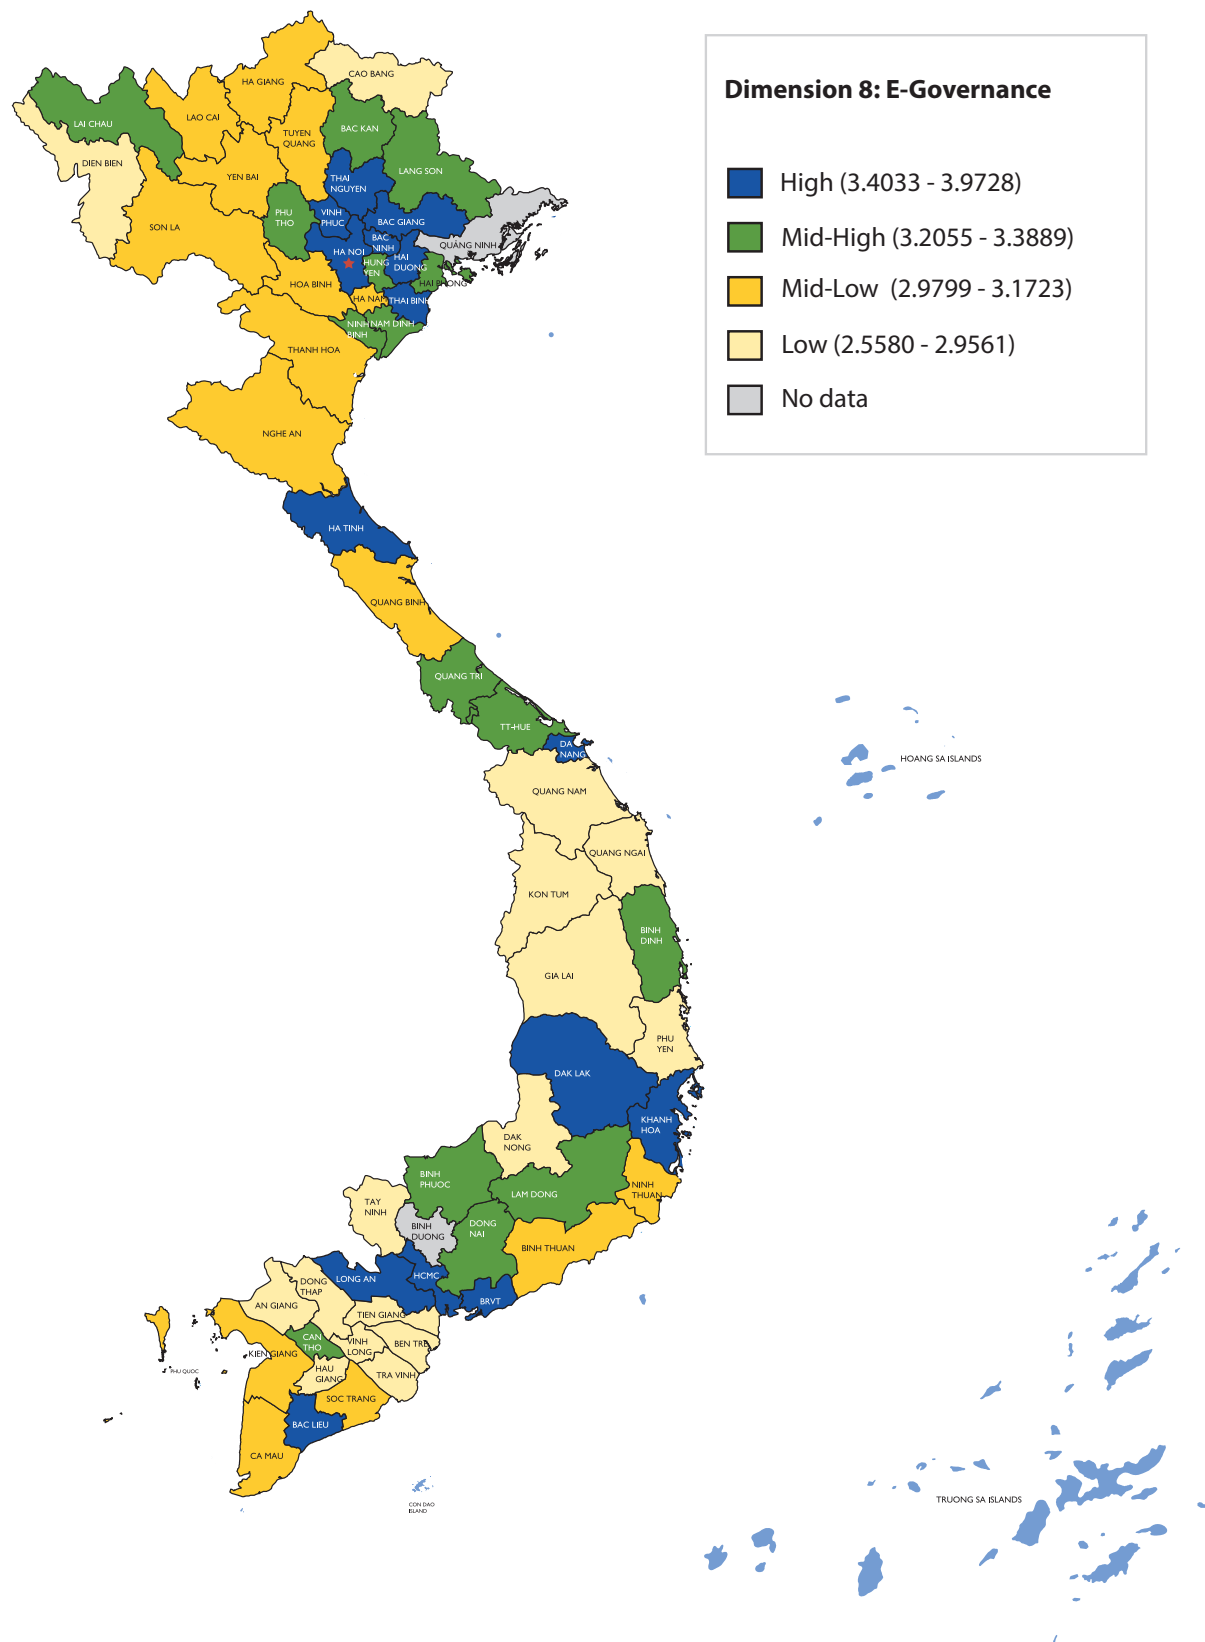 Dimension 8: E-Governance
High (3.4033 - 3.9728)
Mid-High (3.2055 - 3.3889)
Mid-Low (2.9799 - 3.1723)
Low (2.5580 - 2.9561)
No data
HA GIANG
CAO BANG
LAI CHAU
LAO CAI
TUYEN
QUANG
BAC KAN
DIEN BIEN
YEN BAI
THAI
NGUYEN
LANG SON
SON LA
PHU
THO
VINH
PHUC
BAC GIANG
HA NOI
BAC
NINH
QUANG NINH
HUNG
YEN
HAI
DUONG
HOA BINH
HAI PHONG
HA NAM
THAI BINH
NINH
BINH
NAM DINH
THANH HOA
NGHE AN
HA TINH
QUANG BINH
QUANG TRI
TT-HUE
DA
NANG
HOANG SA ISLANDS
QUANG NAM
QUANG NGAI
KON TUM
BINH
DINH
GIA LAI
PHU
YEN
DAK LAK
KHANH
HOA
DAK
NONG
BINH
PHUOC
LAM DONG
NINH
THUAN
TAY
NINH
BINH
DUONG
DONG
NAI
BINH THUAN
LONG AN
HCMC
BRVT
DONG
THAP
AN GIANG
TIEN GIANG
CAN
THO
VINH
LONG
BEN TRE
KIEN GIANG
PHU QUOC
HAU
GIANG
TRA VINH
SOC TRANG
BAC LIEU
CA MAU
CON DAO
ISLAND
TRUONG SA ISLANDS